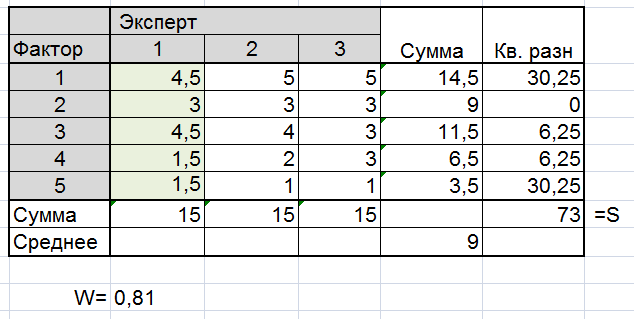 Эксперт
Фактор 1 2 3 Сумма Кв. разн
1 4,5 5 5 14,5 30,25
2 3 3 3 9 0
3 4,5 4 3 11,5 6,25
4 1,5 2 3 6,5 6,25
5 1,5 1 1 3,5 30,25
Сумма 15 15 15 73 =S
Среднее 9
W= 0,81